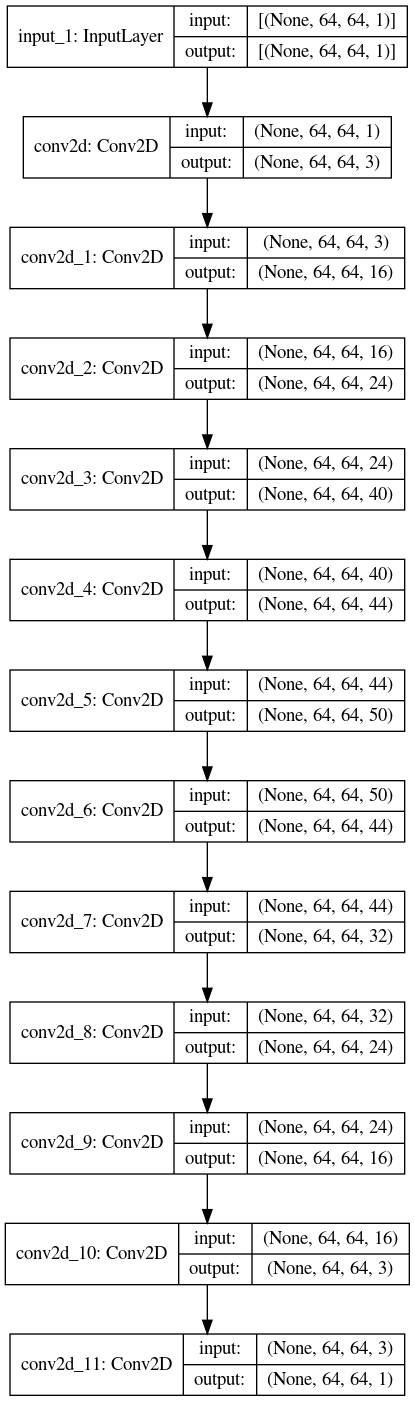 input_1: InputLayer
input: [(None, 64, 64, 1)]
output: [(None, 64, 64, 1)]
conv2d: Conv2D
input: (None, 64, 64, 1)
output: (None, 64, 64, 3)
conv2d_1: Conv2D
input: (None, 64, 64, 3)
output: (None, 64, 64, 16)
conv2d_2: Conv2D
input: (None, 64, 64, 16)
output: (None, 64, 64, 24)
conv2d_3: Conv2D
input: (None, 64, 64, 24)
output: (None, 64, 64, 40)
conv2d_4: Conv2D
input: (None, 64, 64, 40)
output: (None, 64, 64, 44)
conv2d_5: Conv2D
input: (None, 64, 64, 44)
output: (None, 64, 64, 50)
conv2d_6: Conv2D
input: (None, 64, 64, 50)
output: (None, 64, 64, 44)
conv2d_7: Conv2D
input: (None, 64, 64, 44)
output: (None, 64, 64, 32)
conv2d_8: Conv2D
input: (None, 64, 64, 32)
output: (None, 64, 64, 24)
conv2d_9: Conv2D
input: (None, 64, 64, 24)
output: (None, 64, 64, 16)
conv2d_10: Conv2D
input: (None, 64, 64, 16)
output: (None, 64, 64, 3)
conv2d_11: Conv2D
input: (None, 64, 64, 3)
output: (None, 64, 64, 1)